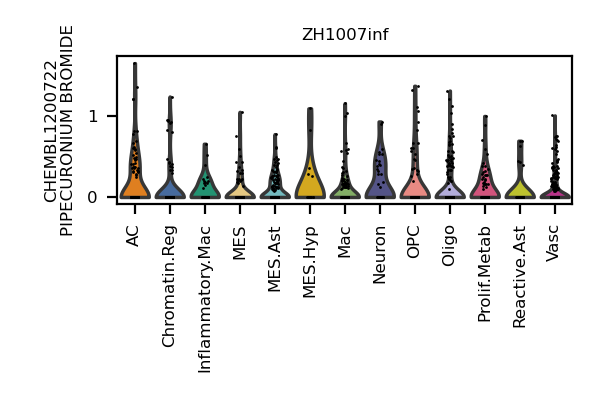 ZH1007inf
CHEMBL1200722
PIPECURONIUM BROMIDE
1
0
AC
Chromatin.Reg
Inflammatory.Mac
MES
MES.Ast
MES.Hyp
Mac
Neuron
OPC
Oligo
Prolif.Metab
Reactive.Ast
Vasc